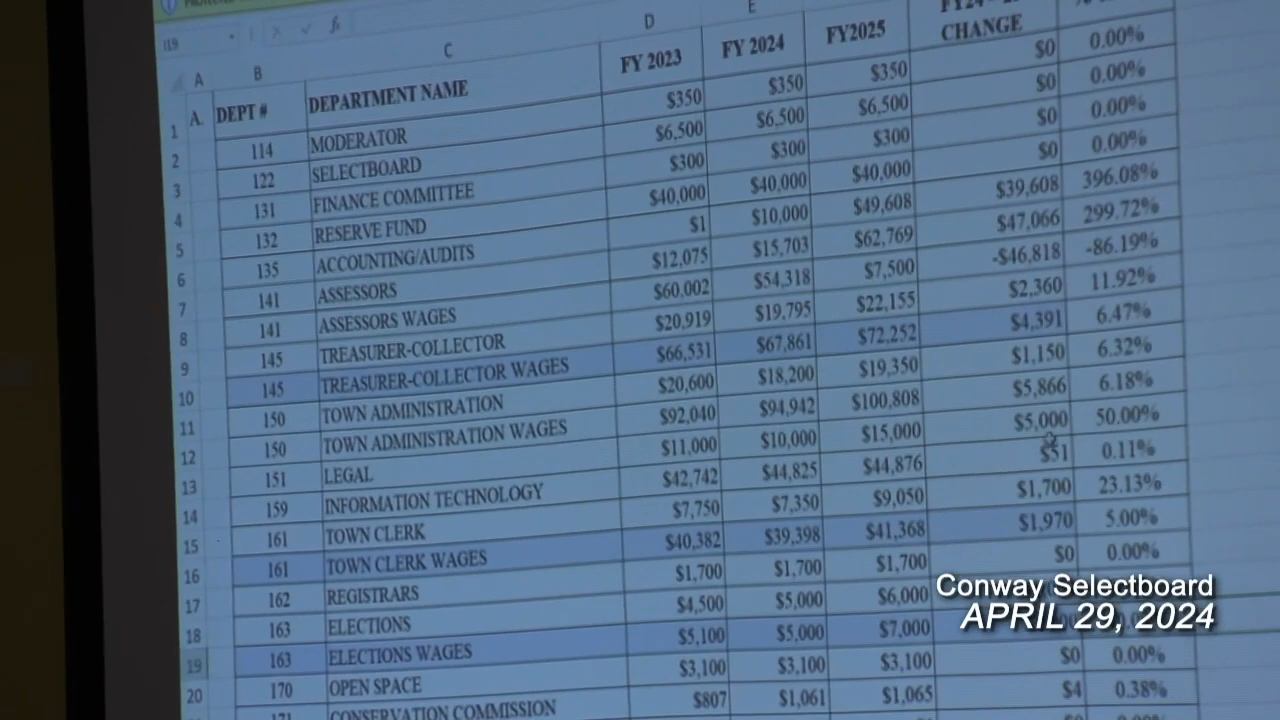 I19 fx
A B C D E
A. DEPT # DEPARTMENT NAME FY 2023 FY 2024 FY2025 CHANGE
1
2 114 MODERATOR $350 $350 $350 $0 0.00%
3 122 SELECTBOARD $6,500 $6,500 $6,500 $0 0.00%
4 131 FINANCE COMMITTEE $300 $300 $300 $0 0.00%
5 132 RESERVE FUND $40,000 $40,000 $40,000 $0 0.00%
6 135 ACCOUNTING/AUDITS $1 $10,000 $49,608 $39,608 396.08%
7 141 ASSESSORS $12,075 $15,703 $62,769 $47,066 299.72%
8 141 ASSESSORS WAGES $60,002 $54,318 $7,500 -$46,818 -86.19%
9 145 TREASURER-COLLECTOR $20,919 $19,795 $22,155 $2,360 11.92%
10 145 TREASURER-COLLECTOR WAGES $66,531 $67,861 $72,252 $4,391 6.47%
11 150 TOWN ADMINISTRATION $20,600 $18,200 $19,350 $1,150 6.32%
12 150 TOWN ADMINISTRATION WAGES $92,040 $94,942 $100,808 $5,866 6.18%
13 151 LEGAL $11,000 $10,000 $15,000 $5,000 50.00%
14 159 INFORMATION TECHNOLOGY $42,742 $44,825 $44,876 $51 0.11%
15 161 TOWN CLERK $7,750 $7,350 $9,050 $1,700 23.13%
16 161 TOWN CLERK WAGES $40,382 $39,398 $41,368 $1,970 5.00%
17 162 REGISTRARS $1,700 $1,700 $1,700 $0 0.00%
18 163 ELECTIONS $4,500 $5,000 $6,000
19 163 ELECTIONS WAGES $5,100 $5,000 $7,000
20 170 OPEN SPACE $3,100 $3,100 $3,100 $0 0.00%
171 CONSERVATION COMMISSION $807 $1,061 $1,065 $4 0.38%
Conway Selectboard
APRIL 29, 2024